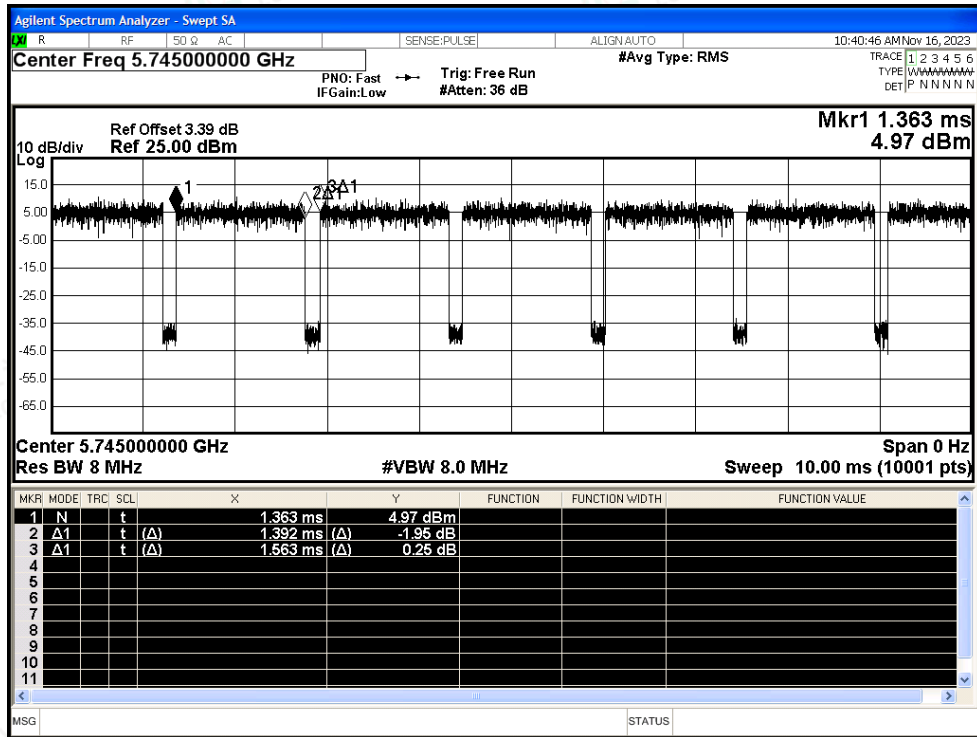 Agilent Spectrum Analyzer - Swept SA
LXI R RF 50 Ω AC SENSE:PULSE ALIGN AUTO 10:40:46 AM Nov 16, 2023
Center Freq 5.745000000 GHz #Avg Type: RMS TRACE 1 2 3 4 5 6
PNO: Fast Trig: Free Run TYPE WWWWWW
IFGain:Low #Atten: 36 dB DET P N N N N N
Mkr1 1.363 ms
Ref Offset 3.39 dB
10 dB/div Ref 25.00 dBm 4.97 dBm
Log
15.0
5.00
-5.00
-15.0
-25.0
-35.0
-45.0
-55.0
-65.0
1
2Δ1
3Δ1
Center 5.745000000 GHz Span 0 Hz
Res BW 8 MHz #VBW 8.0 MHz Sweep 10.00 ms (10001 pts)
MKR MODE TRC SCL X Y FUNCTION FUNCTION WIDTH FUNCTION VALUE
1 N t 1.363 ms 4.97 dBm
2 Δ1 t (Δ) 1.392 ms (Δ) -1.95 dB
3 Δ1 t (Δ) 1.563 ms (Δ) 0.25 dB
4
5
6
7
8
9
10
11
MSG STATUS